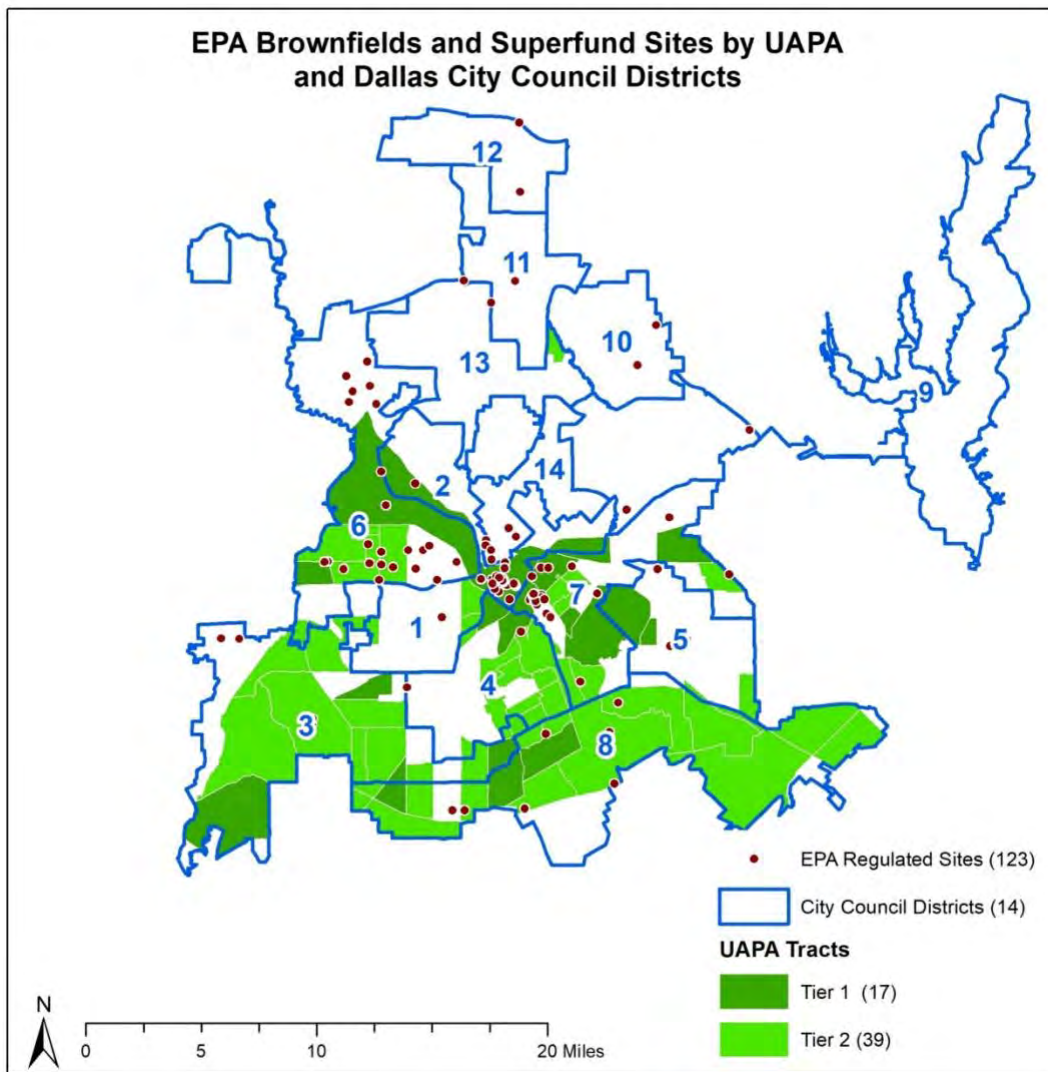 EPA Brownfields and Superfund Sites by UAPA
and Dallas City Council Districts
12
11
10
13
9
14
2
6
7
1
5
4
3
8
EPA Regulated Sites (123)
City Council Districts (14)
UAPA Tracts
Tier 1 (17)
Tier 2 (39)
N
0 5 10 20 Miles